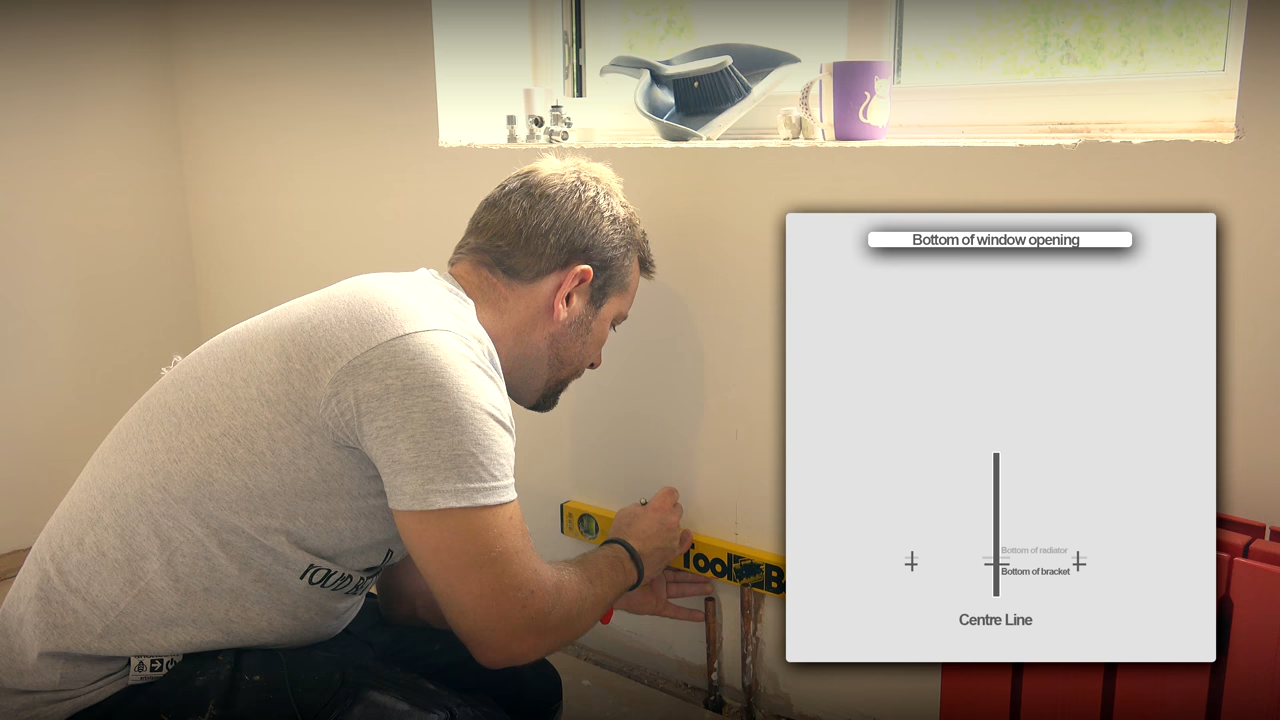 Bottom of window opening
Tool B
Bottom of radiator
Bottom of bracket
Centre Line